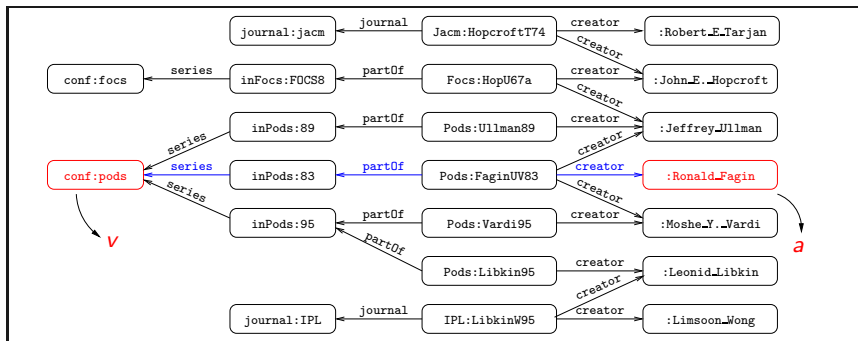 journal:jacm journal Jacm:HopcroftT74 creator :Robert_E_Tarjan
creator
conf:focs series inFocs:FOCS8 partOf Focs:HopU67a creator :John_E._Hopcroft
creator
inPods:89 partOf Pods:Ullman89 creator :Jeffrey_Ullman
series creator
conf:pods series inPods:83 partOf Pods:FaginUV83 creator :Ronald_Fagin
series creator
inPods:95 partOf Pods:Vardi95 creator :Moshe_Y._Vardi
v partOf a
Pods:Libkin95 creator :Leonid_Libkin
creator
journal:IPL journal IPL:LibkinW95 creator :Limsoon_Wong